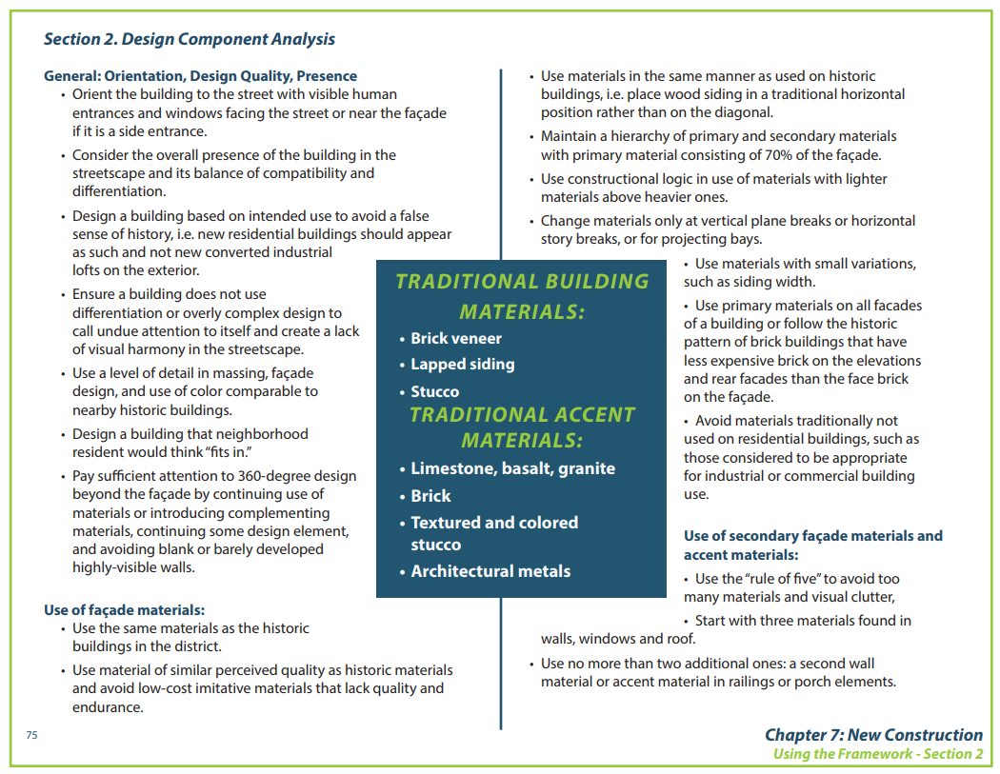 Section 2. Design Component Analysis
General: Orientation, Design Quality, Presence
• Orient the building to the street with visible human
entrances and windows facing the street or near the façade
if it is a side entrance.
• Consider the overall presence of the building in the
streetscape and its balance of compatibility and
differentiation.
• Design a building based on intended use to avoid a false
sense of history, i.e. new residential buildings should appear
as such and not new converted industrial
lofts on the exterior.
• Ensure a building does not use
differentiation or overly complex design to
call undue attention to itself and create a lack
of visual harmony in the streetscape.
• Use a level of detail in massing, façade
design, and use of color comparable to
nearby historic buildings.
• Design a building that neighborhood
resident would think “fits in.”
• Pay sufficient attention to 360-degree design
beyond the façade by continuing use of
materials or introducing complementing
materials, continuing some design element,
and avoiding blank or barely developed
highly-visible walls.
Use of façade materials:
• Use the same materials as the historic
buildings in the district.
• Use material of similar perceived quality as historic materials
and avoid low-cost imitative materials that lack quality and
endurance.
• Use materials in the same manner as used on historic
buildings, i.e. place wood siding in a traditional horizontal
position rather than on the diagonal.
• Maintain a hierarchy of primary and secondary materials
with primary material consisting of 70% of the façade.
• Use constructional logic in use of materials with lighter
materials above heavier ones.
• Change materials only at vertical plane breaks or horizontal
story breaks, or for projecting bays.
• Use materials with small variations,
such as siding width.
• Use primary materials on all facades
of a building or follow the historic
pattern of brick buildings that have
less expensive brick on the elevations
and rear facades than the face brick
on the façade.
• Avoid materials traditionally not
used on residential buildings, such as
those considered to be appropriate
for industrial or commercial building
use.
Use of secondary façade materials and
accent materials:
• Use the “rule of five” to avoid too
many materials and visual clutter,
• Start with three materials found in
walls, windows and roof.
• Use no more than two additional ones: a second wall
material or accent material in railings or porch elements.
TRADITIONAL BUILDING
MATERIALS:
• Brick veneer
• Lapped siding
• Stucco
TRADITIONAL ACCENT
MATERIALS:
• Limestone, basalt, granite
• Brick
• Textured and colored
stucco
• Architectural metals
75
Chapter 7: New Construction
Using the Framework - Section 2